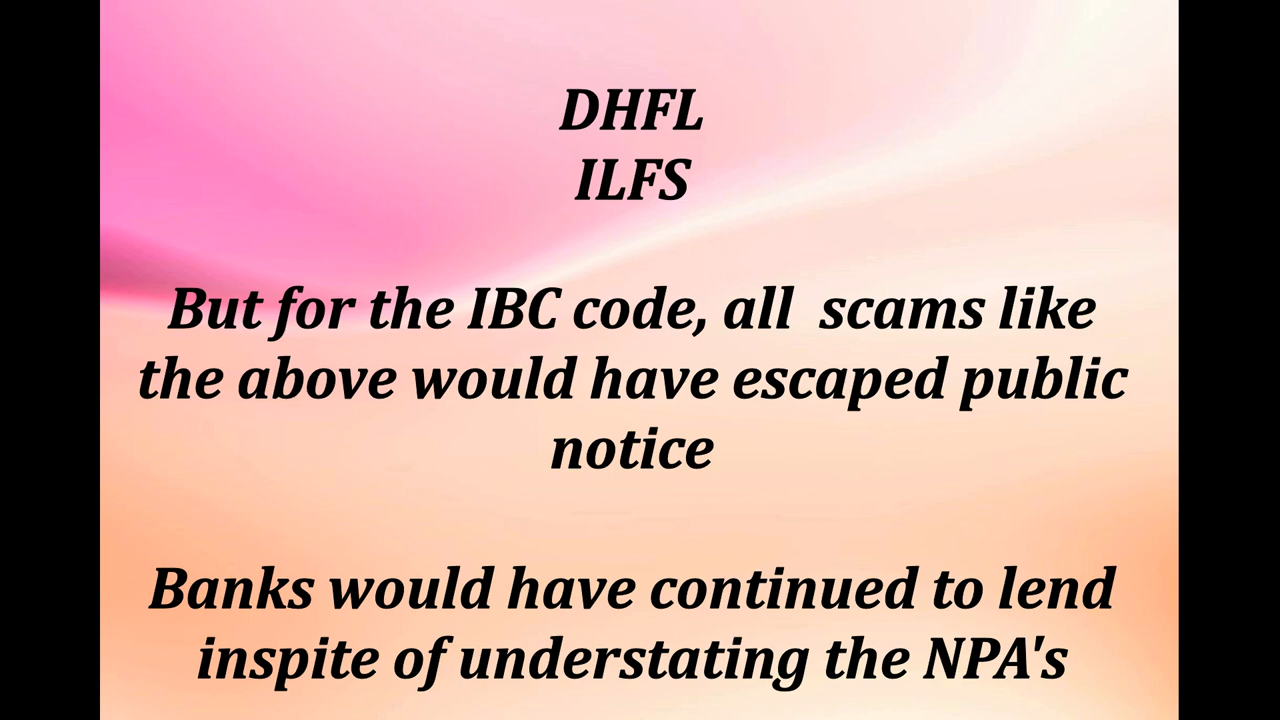 DHFL
ILFS
But for the IBC code, all  scams like
the above would have escaped public
notice
Banks would have continued to lend
inspite of understating the NPA's